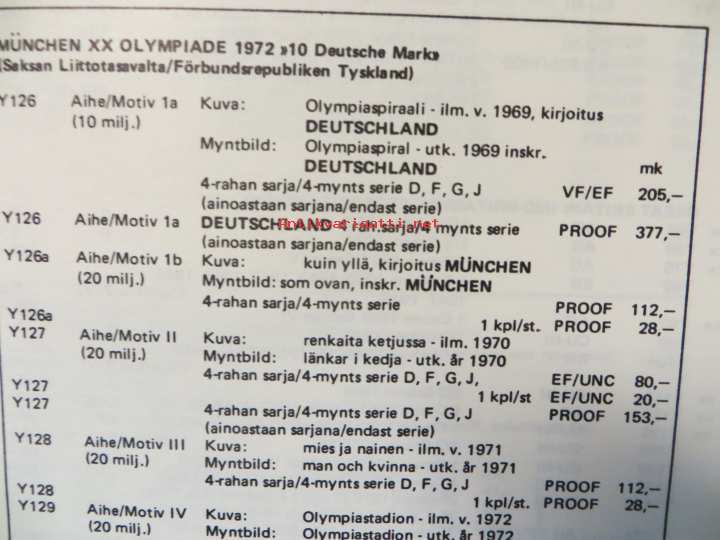 MÜNCHEN XX OLYMPIADE 1972 »10 Deutsche Mark»
(Saksan Liittotasavalta/Förbundsrepubliken Tyskland)
Y126 Aihe/Motiv 1a Kuva: Olympiaspiraali - ilm. v. 1969, kirjoitus
(10 milj.) DEUTSCHLAND
Myntbild: Olympiaspiral - utk. 1969 inskr.
DEUTSCHLAND mk
4-rahan sarja/4-mynts serie D, F, G, J VF/EF 205,—
(ainoastaan sarjana/endast serie)
Y126 Aihe/Motiv 1a DEUTSCHLAND 4 rah.sarja/4 mynts serie PROOF 377,—
(ainoastaan sarjana/endast serie)
Y126a Aihe/Motiv 1b Kuva: kuin yllä, kirjoitus MÜNCHEN
(20 milj.) Myntbild: som ovan, inskr. MÜNCHEN
4-rahan sarja/4-mynts serie PROOF 112,—
Y126a 1 kpl/st. PROOF 28,—
Y127 Aihe/Motiv II Kuva: renkaita ketjussa - ilm. 1970
(20 milj.) Myntbild: länkar i kedja - utk. år 1970
Y127 4-rahan sarja/4-mynts serie D, F, G, J, EF/UNC 80,—
Y127 1 kpl/st EF/UNC 20,—
4-rahan sarja/4-mynts serie D, F, G, J PROOF 153,—
(ainoastaan sarjana/endast serie)
Y128 Aihe/Motiv III Kuva: mies ja nainen - ilm. v. 1971
(20 milj.) Myntbild: man och kvinna - utk. år 1971
Y128 4-rahan sarja/4-mynts serie D, F, G, J PROOF 112,—
1 kpl/st. PROOF 28,—
Y129 Aihe/Motiv IV Kuva: Olympiastadion - ilm. v. 1972
(20 milj.) Myntbild: Olympiastadion - utk. år 1972